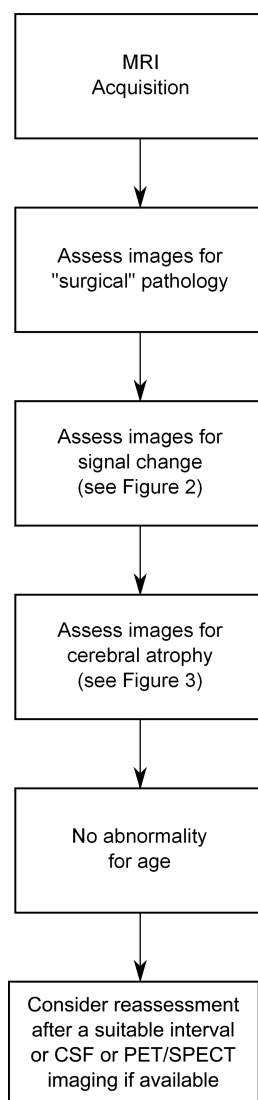 MRI
Acquisition
Assess images for
"surgical" pathology
Assess images for
signal change
(see Figure 2)
Assess images for
cerebral atrophy
(see Figure 3)
No abnormality
for age
Consider reassessment
after a suitable interval
or CSF or PET/SPECT
imaging if available